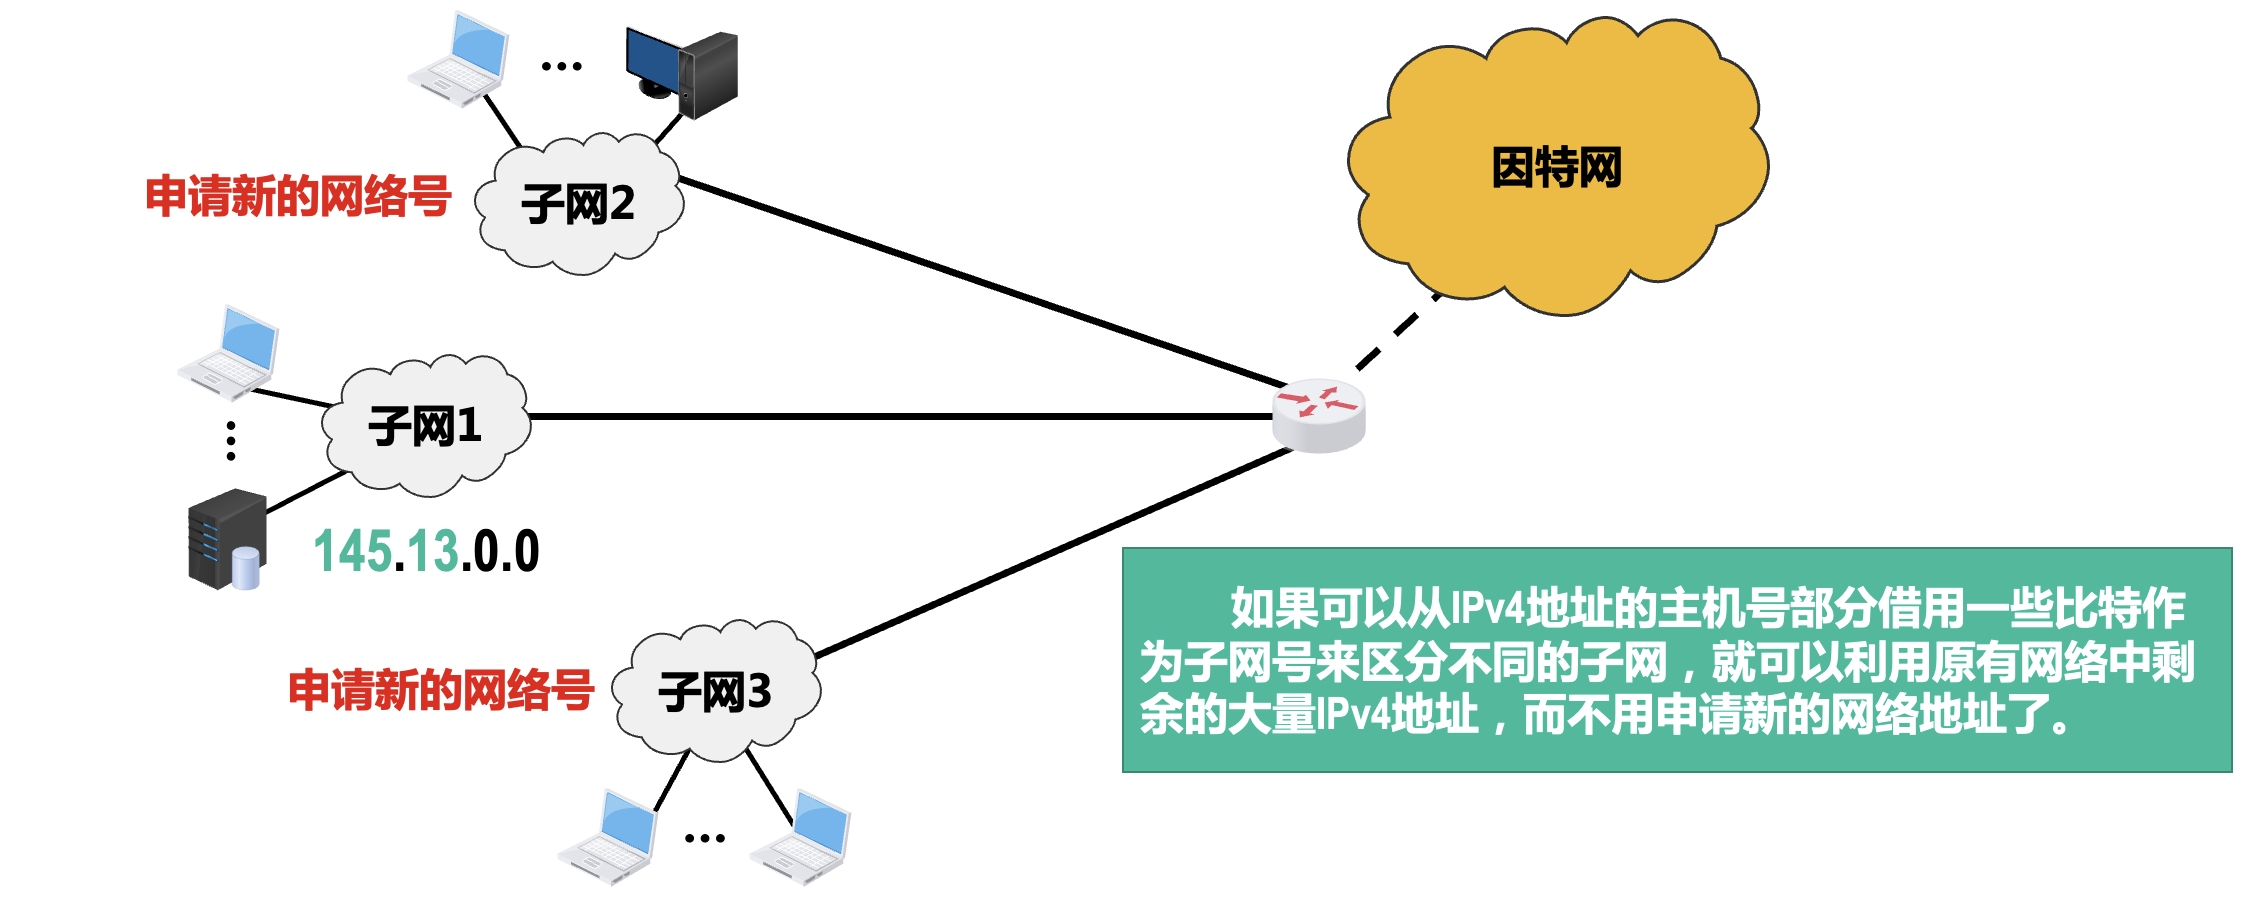 因特网
申请新的网络号
子网2
子网1
145.13.0.0
如果可以从IPv4地址的主机号部分借用一些比特作
为子网号来区分不同的子网，就可以利用原有网络中剩
余的大量IPv4地址，而不用申请新的网络地址了。
申请新的网络号
子网3